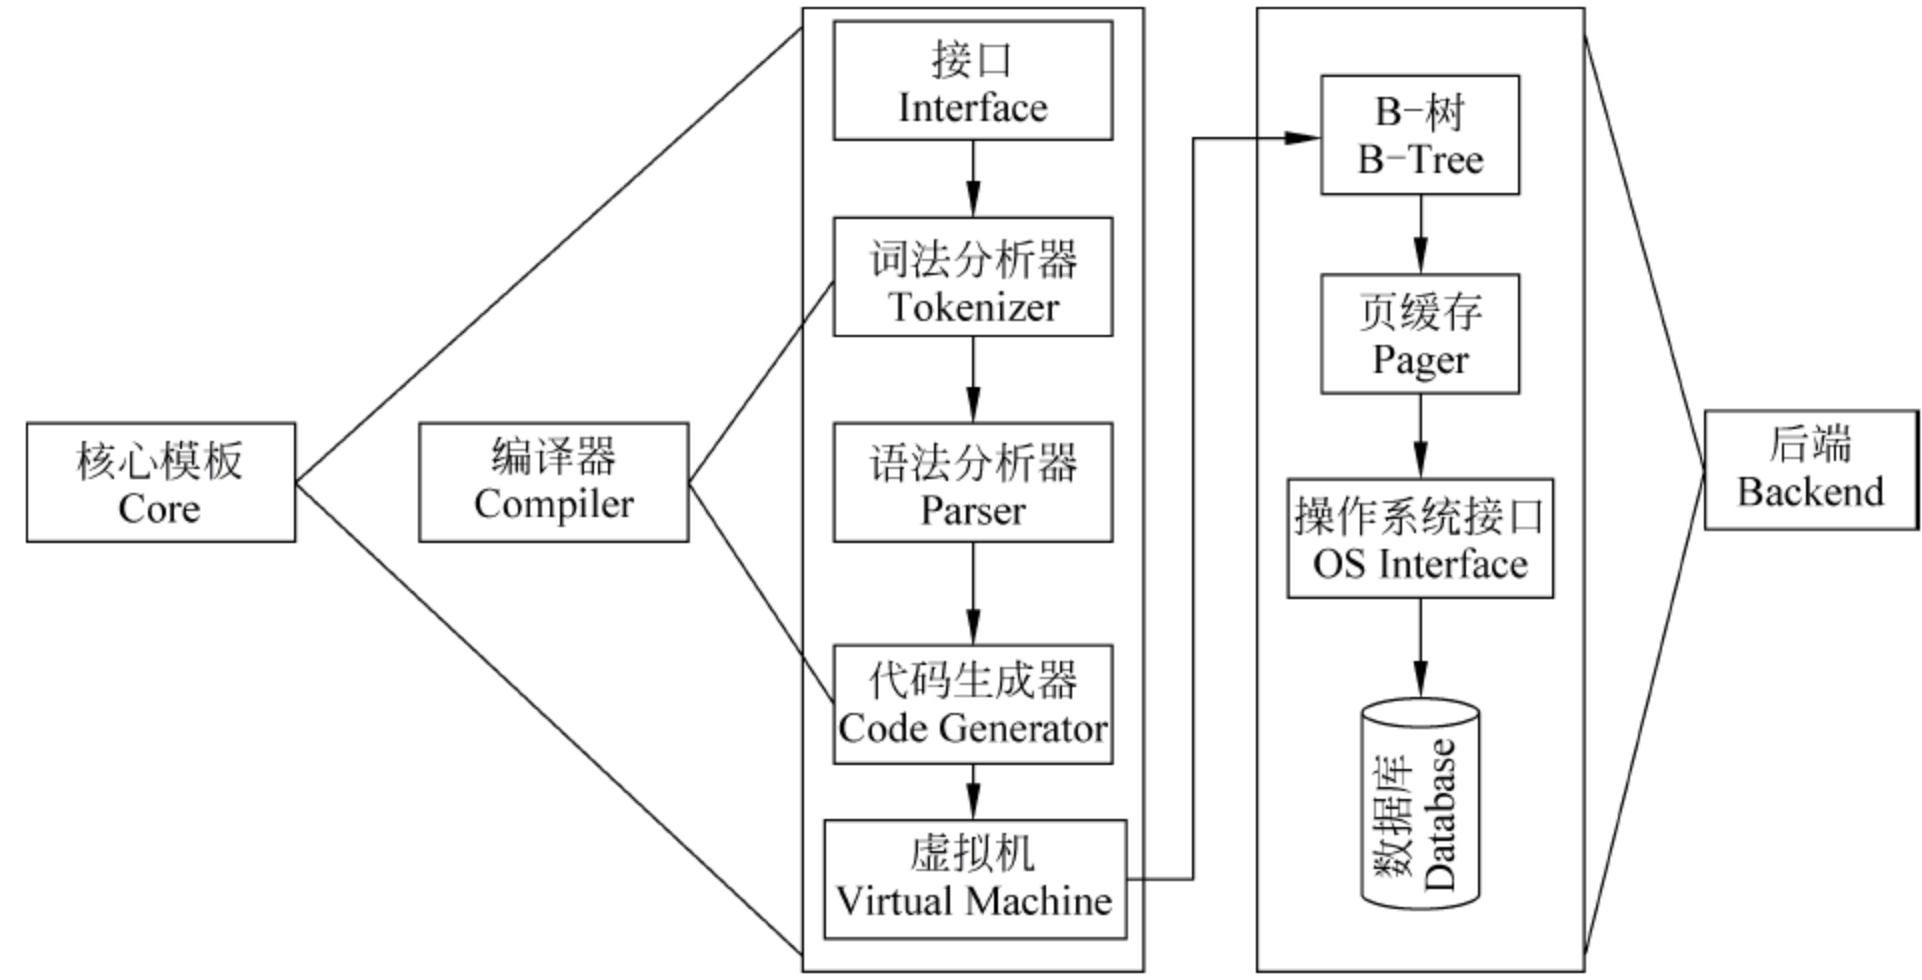 核心模板
Core
编译器
Compiler
接口
Interface
词法分析器
Tokenizer
语法分析器
Parser
代码生成器
Code Generator
虚拟机
Virtual Machine
B-树
B-Tree
页缓存
Pager
操作系统接口
OS Interface
数据库
Database
后端
Backend